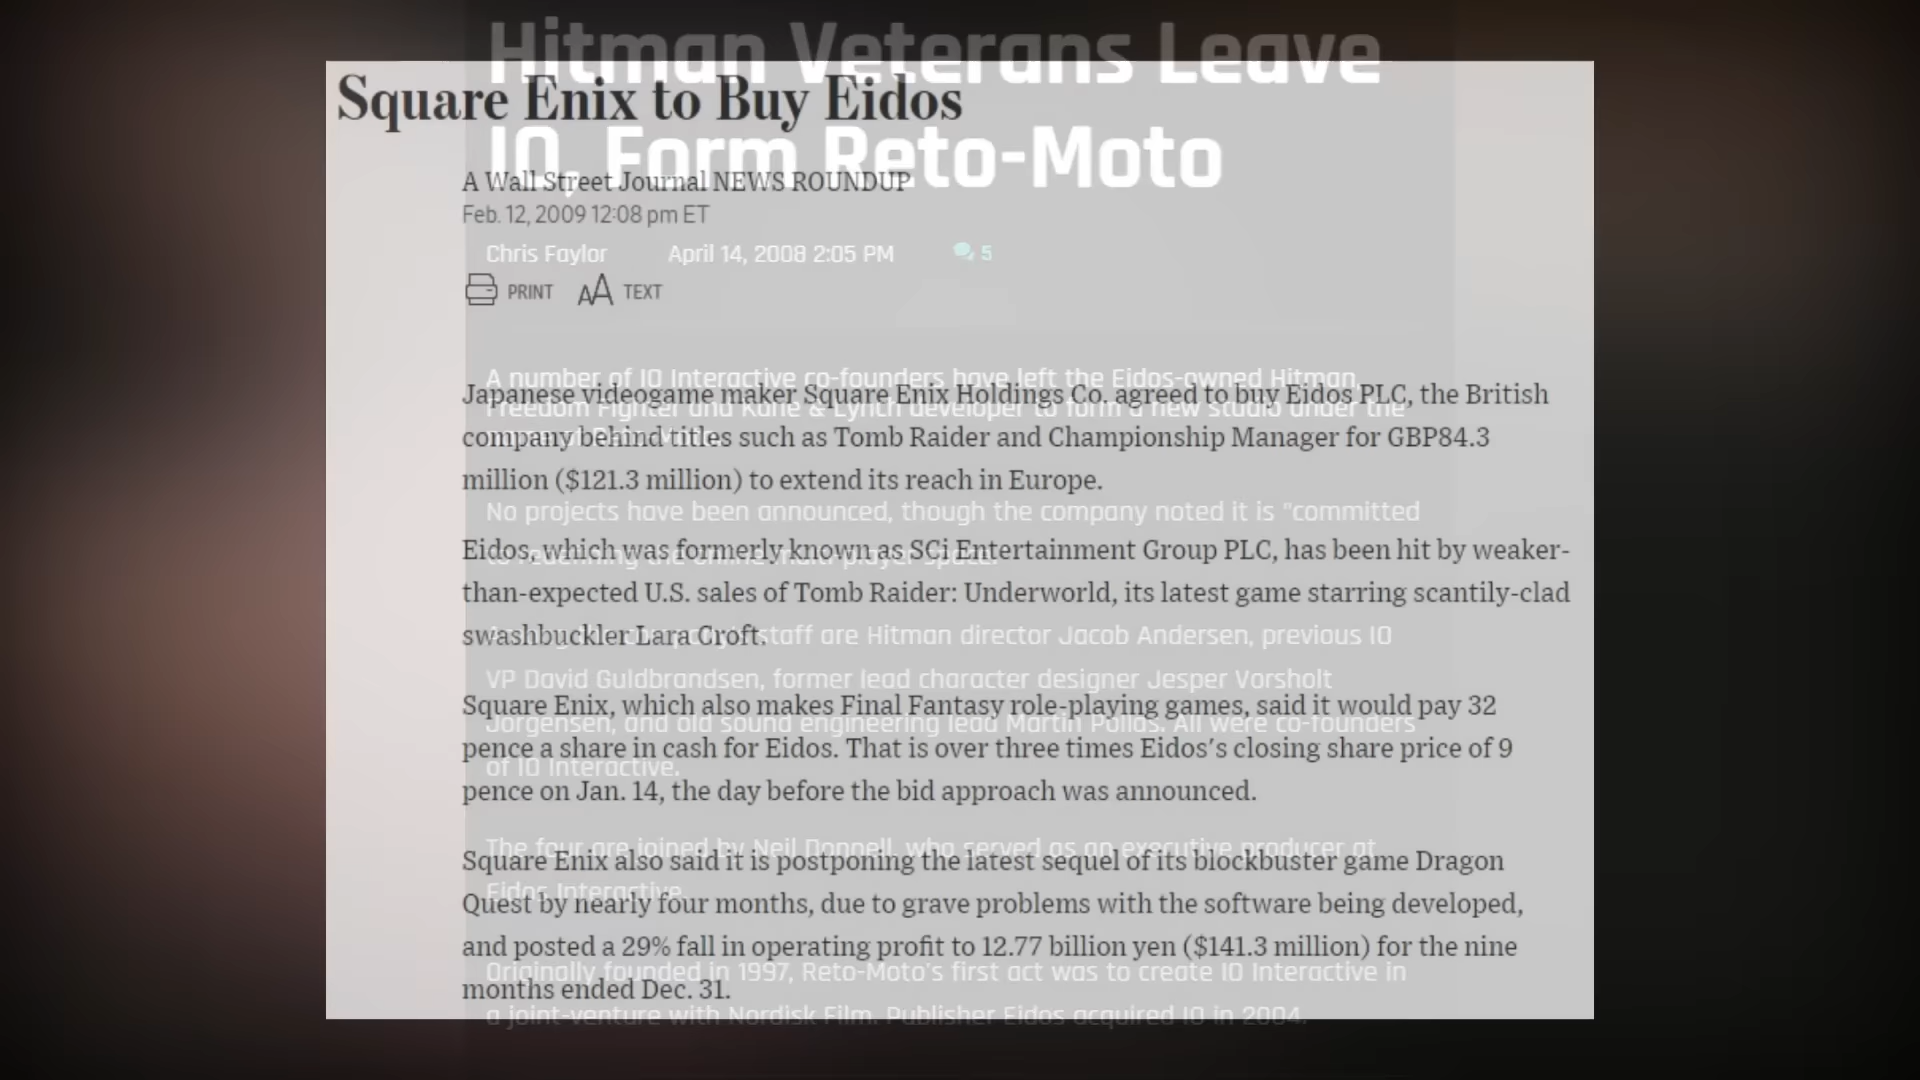 Hitman Veterans Leave
IO, Form Reto-Moto
Chris Faylor April 14, 2008 2:05 PM 5
A number of IO Interactive co-founders have left the Eidos-owned Hitman,
Freedom Fighter and Kane & Lynch developer to form a new studio under the
No projects have been announced, though the company noted it is "committed
to redefining the online multi-player space."
staff are Hitman director Jacob Andersen, previous IO
VP David Guldbrandsen, former lead character designer Jesper Vorsholt
Jorgensen, and old sound engineering lead Martin Pollas. All were co-founders
of IO Interactive.
The four are joined by Neil Donnell, who served as an executive producer at
Eidos Interactive.
Originally founded in 1997, Reto-Moto's first act was to create IO Interactive in
a joint-venture with Nordisk Film. Publisher Eidos acquired IO in 2004.
Square Enix to Buy Eidos
A Wall Street Journal NEWS ROUNDUP
Feb. 12, 2009 12:08 pm ET
PRINT AA TEXT
Japanese videogame maker Square Enix Holdings Co. agreed to buy Eidos PLC, the British
company behind titles such as Tomb Raider and Championship Manager for GBP84.3
million ($121.3 million) to extend its reach in Europe.
Eidos, which was formerly known as SCi Entertainment Group PLC, has been hit by weaker-
than-expected U.S. sales of Tomb Raider: Underworld, its latest game starring scantily-clad
swashbuckler Lara Croft.
Square Enix, which also makes Final Fantasy role-playing games, said it would pay 32
pence a share in cash for Eidos. That is over three times Eidos's closing share price of 9
pence on Jan. 14, the day before the bid approach was announced.
Square Enix also said it is postponing the latest sequel of its blockbuster game Dragon
Quest by nearly four months, due to grave problems with the software being developed,
and posted a 29% fall in operating profit to 12.77 billion yen ($141.3 million) for the nine
months ended Dec. 31.